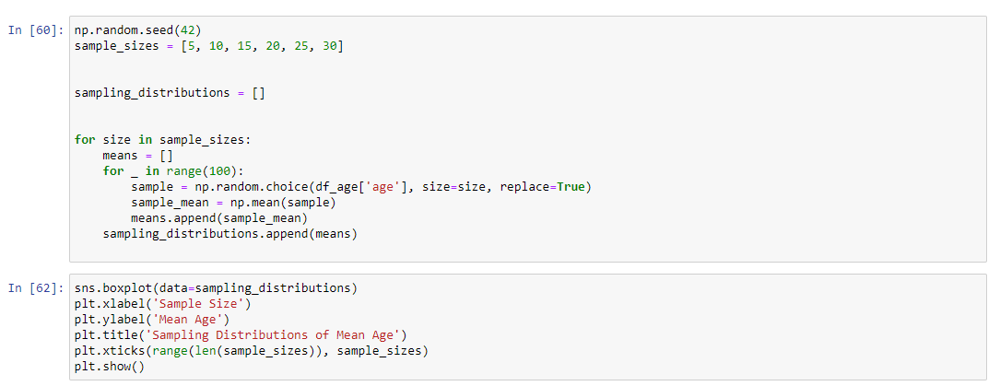 In [60]: np.random.seed(42)
sample_sizes = [5, 10, 15, 20, 25, 30]
sampling_distributions = []
for size in sample_sizes:
    means = []
    for _ in range(100):
        sample = np.random.choice(df_age['age'], size=size, replace=True)
        sample_mean = np.mean(sample)
        means.append(sample_mean)
    sampling_distributions.append(means)
In [62]: sns.boxplot(data=sampling_distributions)
plt.xlabel('Sample Size')
plt.ylabel('Mean Age')
plt.title('Sampling Distributions of Mean Age')
plt.xticks(range(len(sample_sizes)), sample_sizes)
plt.show()